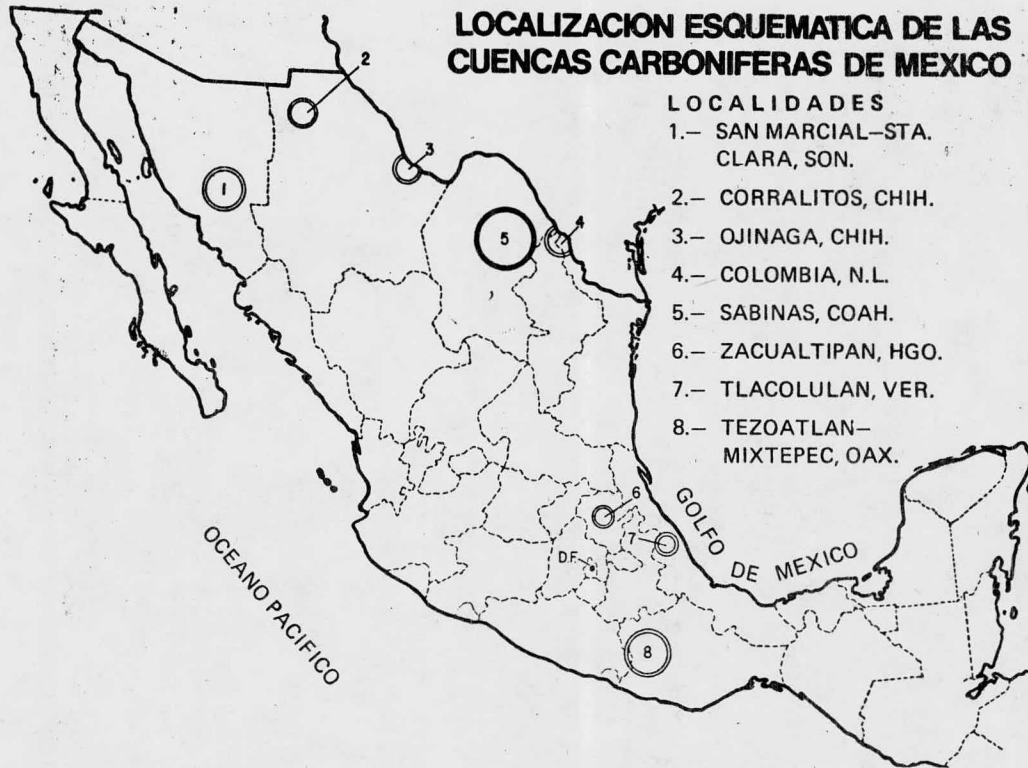 LOCALIZACION ESQUEMATICA DE LAS
CUENCAS CARBONIFERAS DE MEXICO
LOCALIDADES
1.— SAN MARCIAL—STA.
CLARA, SON.
2.— CORRALITOS, CHIH.
3.— OJINAGA, CHIH.
4.— COLOMBIA, N.L.
5.— SABINAS, COAH.
6.— ZACUALTIPAN, HGO.
7.— TLACOLULAN, VER.
8.— TEZOATLAN—
MIXTEPEC, OAX.
2
3
1
5
4
6
7
D.F.
8
GOLFO
DE MEXICO
OCEANO PACIFICO